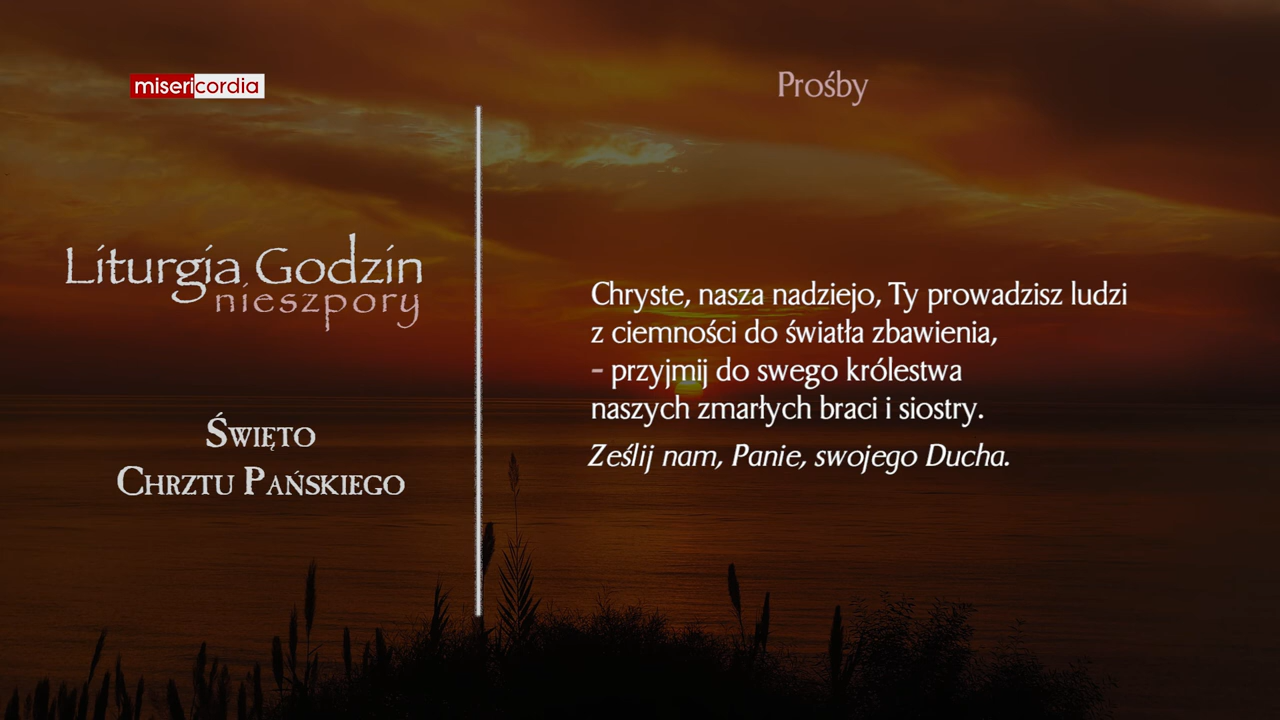 misericordia
Prośby
Liturgia Godzin
nieszpory
Święto
Chrztu Pańskiego
Chryste, nasza nadziejo, Ty prowadzisz ludzi
z ciemności do światła zbawienia,
- przyjmij do swego królestwa
naszych zmarłych braci i siostry.
Ześlij nam, Panie, swojego Ducha.